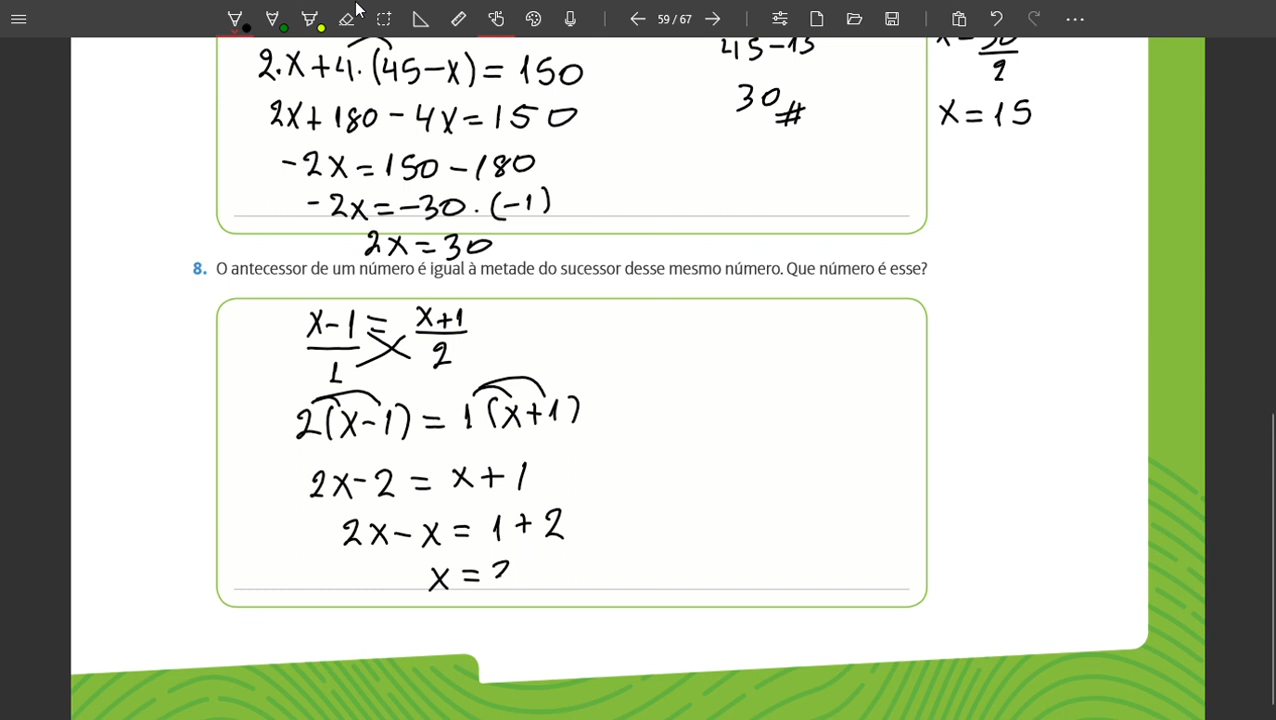 59 / 67
2.x+4.(45-x)=150
2x+180-4x=150
-2x=150-180
-2x=-30.(-1)
2x=30
45-15
30#
2
x=15
8. O antecessor de um número é igual à metade do sucessor desse mesmo número. Que número é esse?
x-1 = x+1
1 2
2(x-1)=1(x+1)
2x-2=x+1
2x-x=1+2
x=